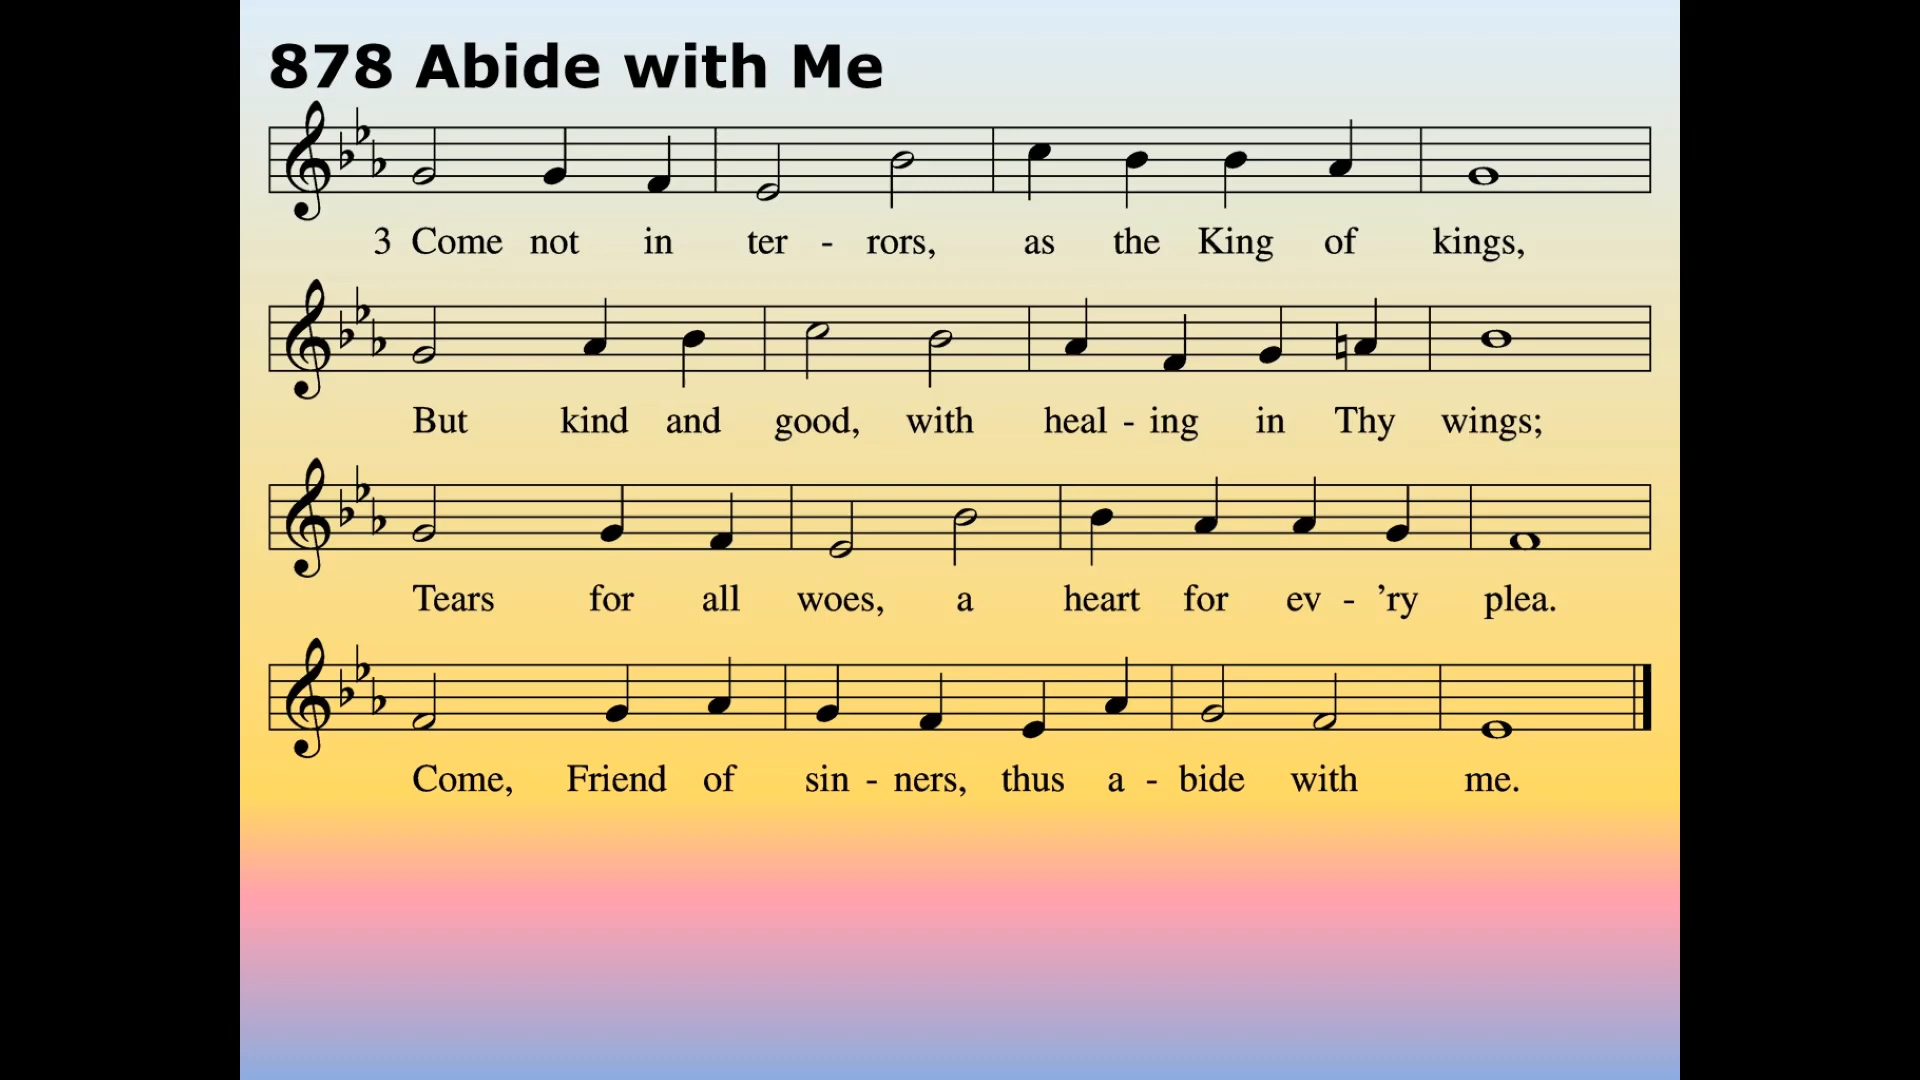 878 Abide with Me
3 Come not in ter - rors, as the King of kings,
But kind and good, with heal - ing in Thy wings;
Tears for all woes, a heart for ev - ’ry plea.
Come, Friend of sin - ners, thus a - bide with me.